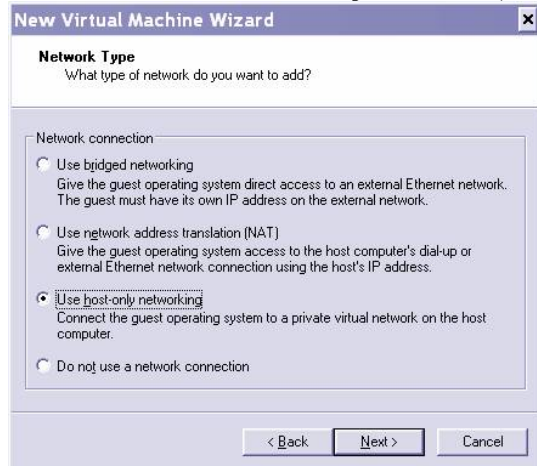 New Virtual Machine Wizard
Network Type
What type of network do you want to add?
Network connection
Use bridged networking
Give the guest operating system direct access to an external Ethernet network.
The guest must have its own IP address on the external network.
Use network address translation (NAT)
Give the guest operating system access to the host computer's dial-up or
external Ethernet network connection using the host's IP address.
Use host-only networking
Connect the guest operating system to a private virtual network on the host
computer.
Do not use a network connection
< Back Next > Cancel